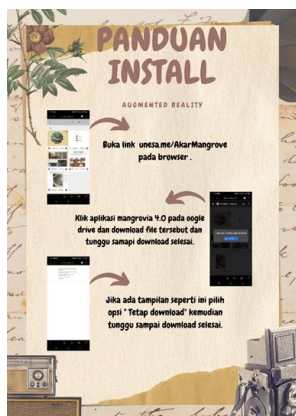 PANDUAN
INSTALL
AUGMENTED REALITY
Buka link unesa.me/AkarMangrove
pada browser .
Klik aplikasi mangrovia 4.0 pada oogle
drive dan download file tersebut dan
tunggu samapi download selesai.
Jika ada tampilan seperti ini pilih
opsi " Tetap download" kemudian
tunggu sampai download selesai.